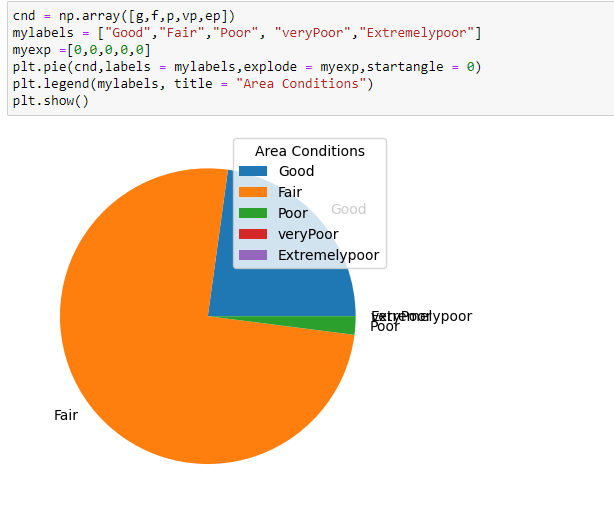 cnd = np.array([g,f,p,vp,ep])
mylabels = ["Good","Fair","Poor", "veryPoor","Extremelypoor"]
myexp =[0,0,0,0,0]
plt.pie(cnd,labels = mylabels,explode = myexp,startangle = 0)
plt.legend(mylabels, title = "Area Conditions")
plt.show()
Area Conditions
Good
Fair
Poor
veryPoor
Extremelypoor
Good
veryPoor
Extremelypoor
Poor
Fair